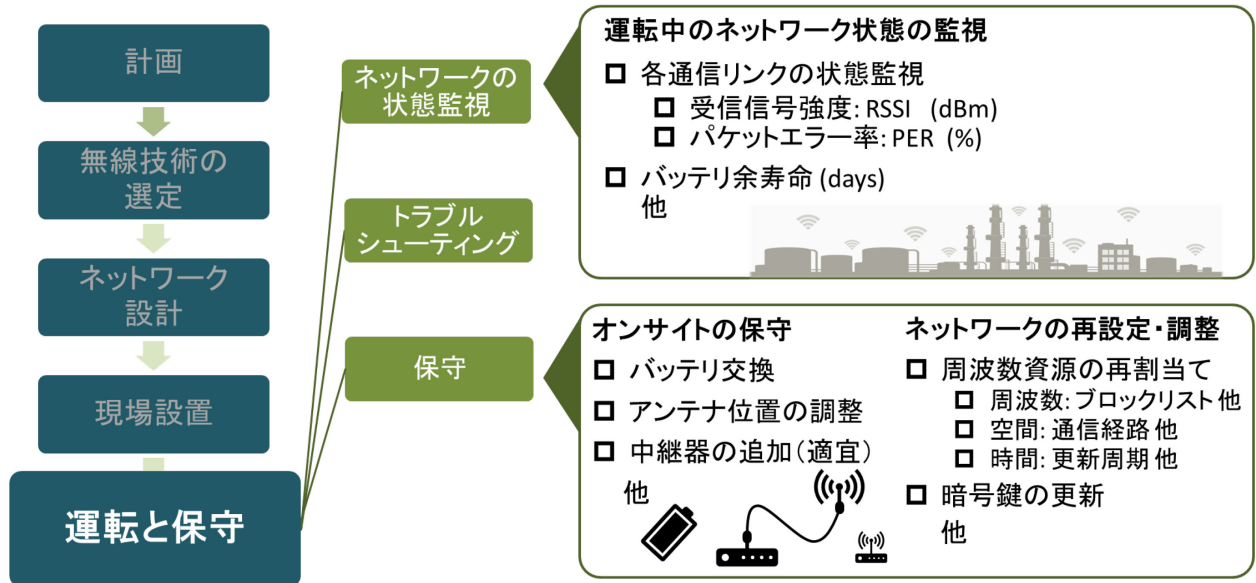 計画
無線技術の
選定
ネットワーク
設計
現場設置
運転と保守
ネットワークの
状態監視
トラブル
シューティング
保守
運転中のネットワーク状態の監視
各通信リンクの状態監視
受信信号強度: RSSI (dBm)
パケットエラー率: PER (%)
バッテリ余寿命 (days)
他
オンサイトの保守
バッテリ交換
アンテナ位置の調整
中継器の追加(適宜)
他
ネットワークの再設定・調整
周波数資源の再割当て
周波数: ブロックリスト 他
空間: 通信経路 他
時間: 更新周期 他
暗号鍵の更新
他